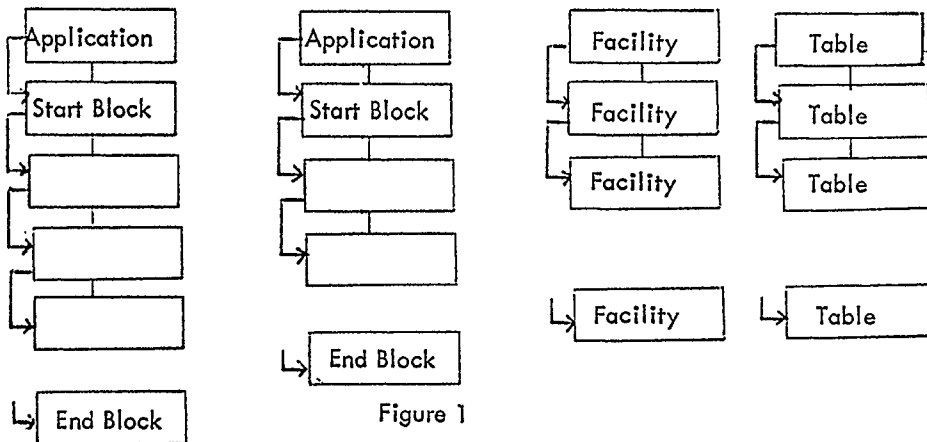 Application
Start Block
End Block
Application
Start Block
End Block
Figure 1
Facility
Facility
Facility
Facility
Table
Table
Table
Table